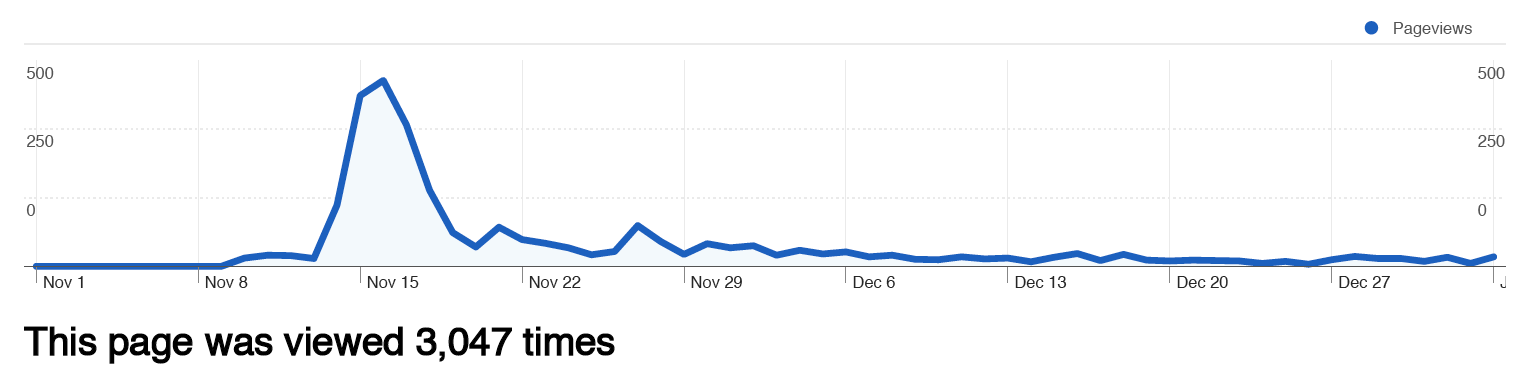 Pageviews
500 500
250 250
0 0
Nov 1 Nov 8 Nov 15 Nov 22 Nov 29 Dec 6 Dec 13 Dec 20 Dec 27
This page was viewed 3,047 times